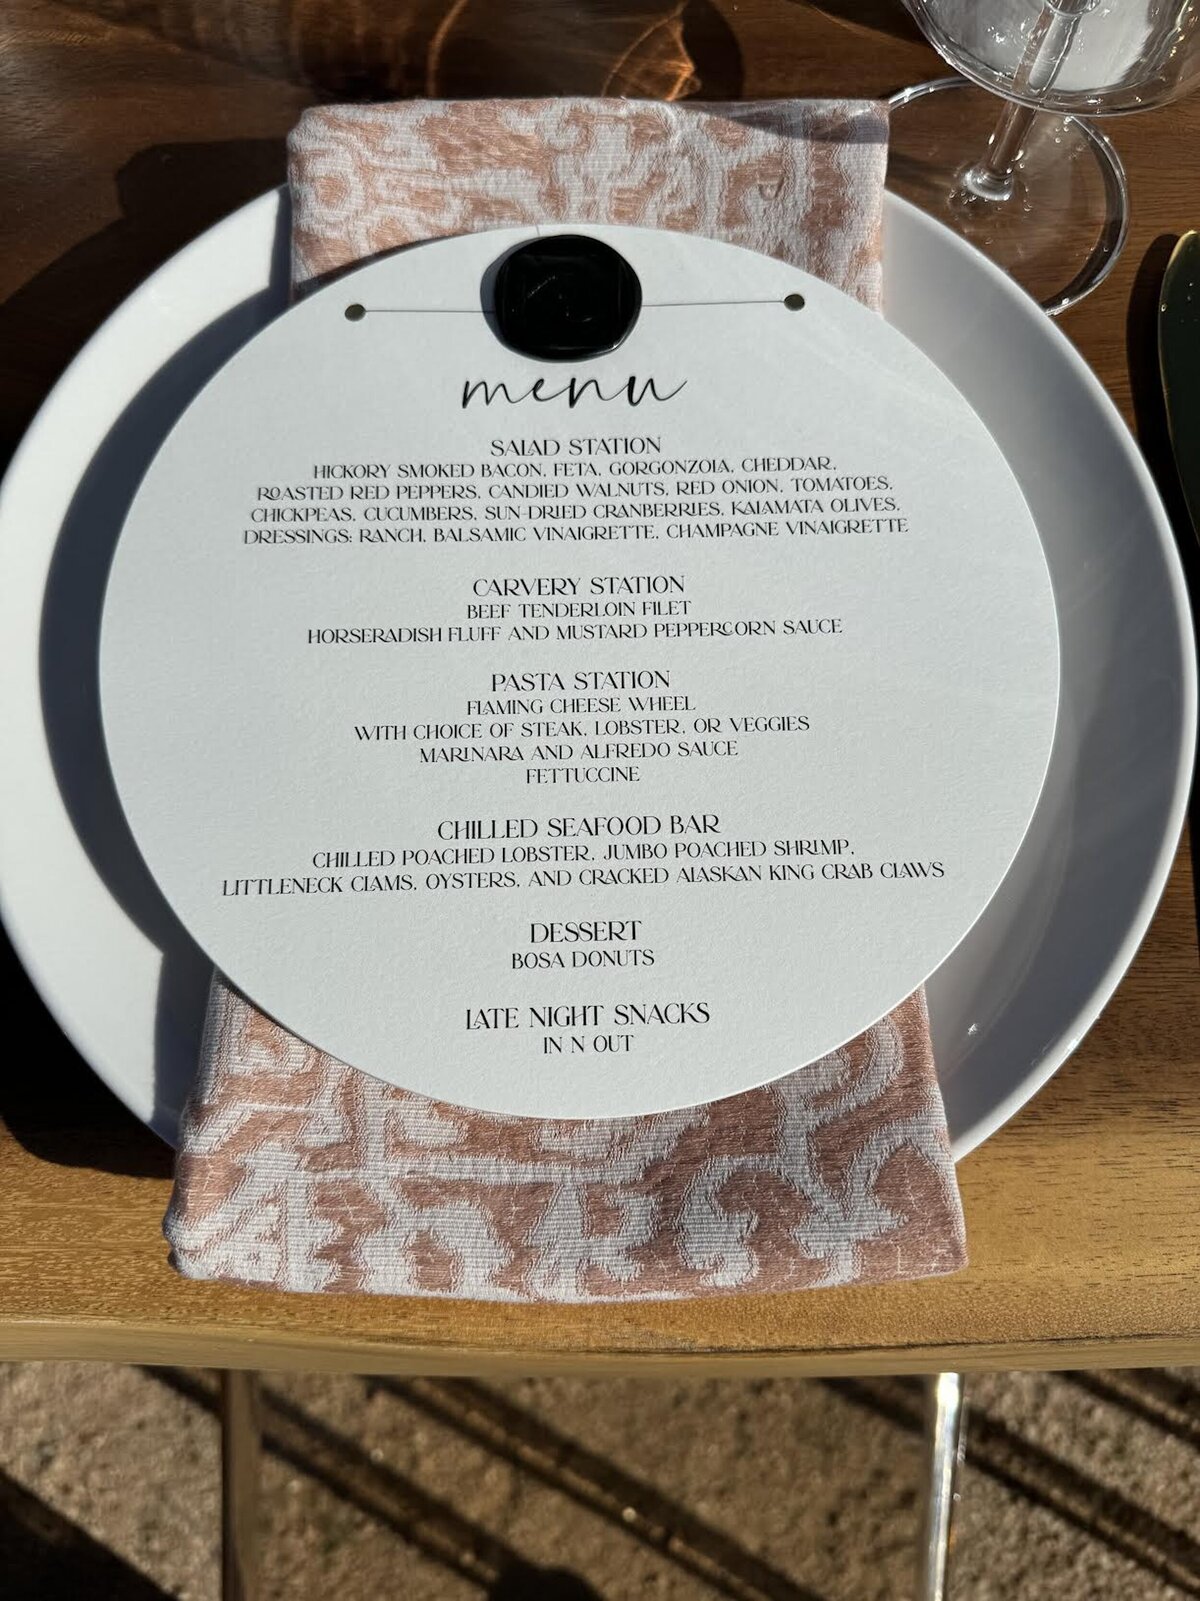 menu
SALAD STATION
HICKORY SMOKED BACON, FETA, GORGONZOLA, CHEDDAR,
ROASTED RED PEPPERS, CANDIED WALNUTS, RED ONION, TOMATOES,
CHICKPEAS, CUCUMBERS, SUN-DRIED CRANBERRIES, KALAMATA OLIVES,
DRESSINGS: RANCH, BALSAMIC VINAIGRETTE, CHAMPAGNE VINAIGRETTE
CARVERY STATION
BEEF TENDERLOIN FILET
HORSERADISH FLUFF AND MUSTARD PEPPERCORN SAUCE
PASTA STATION
FLAMING CHEESE WHEEL
WITH CHOICE OF STEAK, LOBSTER, OR VEGGIES
MARINARA AND ALFREDO SAUCE
FETTUCCINE
CHILLED SEAFOOD BAR
CHILLED POACHED LOBSTER, JUMBO POACHED SHRIMP,
LITTLENECK CLAMS, OYSTERS, AND CRACKED ALASKAN KING CRAB CLAWS
DESSERT
BOSA DONUTS
LATE NIGHT SNACKS
IN N OUT